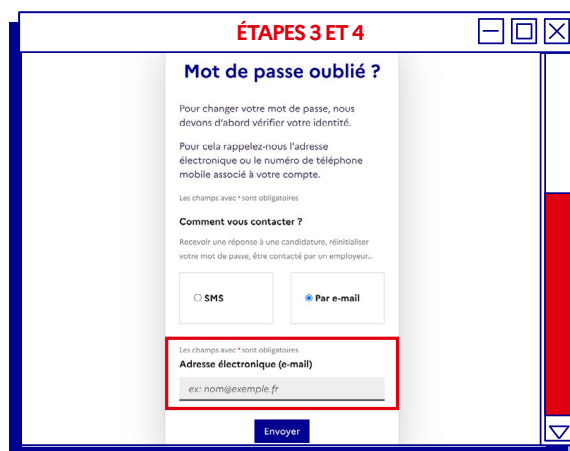 ÉTAPES 3 ET 4
Mot de passe oublié ?
Pour changer votre mot de passe, nous
devons d'abord vérifier votre identité.
Pour cela rappelez-nous l'adresse
électronique ou le numéro de téléphone
mobile associé à votre compte.
Les champs avec * sont obligatoires
Comment vous contacter ?
Recevoir une réponse à une candidature, réinitialiser
votre mot de passe, être contacté par un employeur...
SMS
Par e-mail
Les champs avec * sont obligatoires
Adresse électronique (e-mail)
ex: nom@exemple.fr
Envoyer